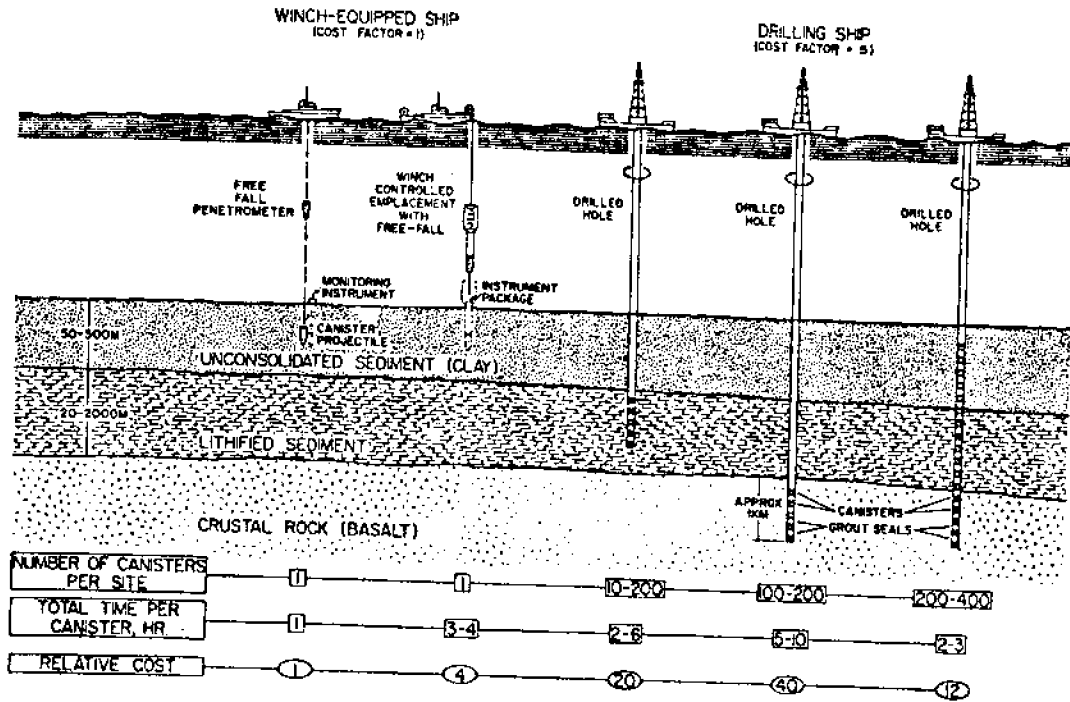 WINCH-EQUIPPED SHIP
(COST FACTOR = 1)
DRILLING SHIP
(COST FACTOR = 5)
FREE
FALL
PENETROMETER
WINCH
CONTROLLED
EMPLACEMENT
WITH
FREE-FALL
DRILLED
HOLE
DRILLED
HOLE
DRILLED
HOLE
MONITORING
INSTRUMENT
INSTRUMENT
PACKAGE
CANISTER
PROJECTILE
50-500M
UNCONSOLIDATED SEDIMENT (CLAY)
20-2000M
LITHIFIED SEDIMENT
APPROX
1KM
CANISTERS
GROUT SEALS
CRUSTAL ROCK (BASALT)
NUMBER OF CANISTERS
PER SITE
1
1
10-200
100-200
200-400
TOTAL TIME PER
CANISTER, HR.
1
3-4
2-6
5-10
2-3
RELATIVE COST
1
4
20
40
12